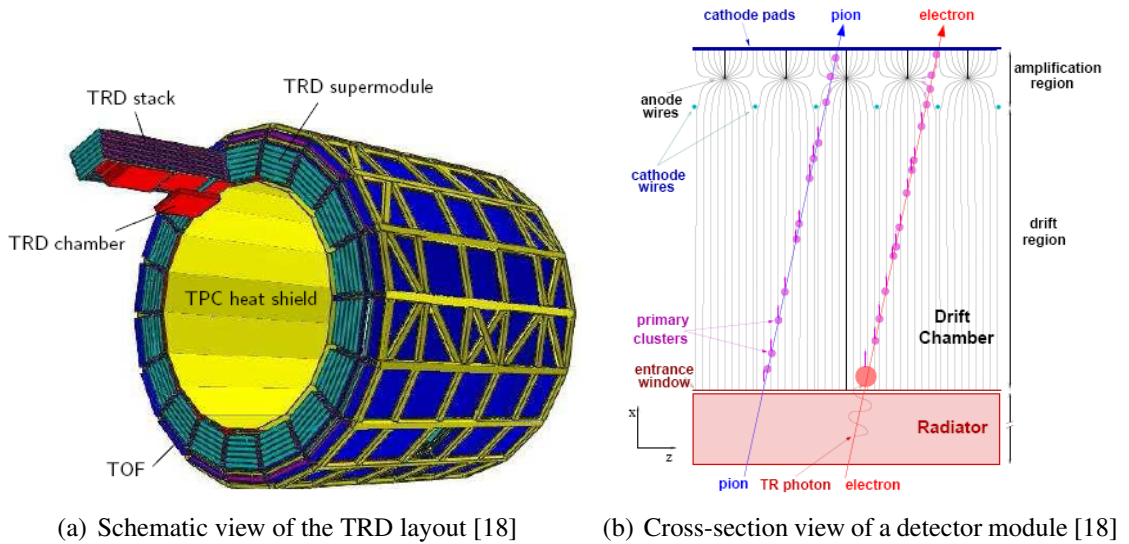 TRD stack
TRD supermodule
TRD chamber
TPC heat shield
TOF
(a) Schematic view of the TRD layout [18]
cathode pads
pion
electron
amplification
region
anode
wires
cathode
wires
drift
region
primary
clusters
Drift
Chamber
entrance
window
x
z
Radiator
pion
TR photon
electron
(b) Cross-section view of a detector module [18]